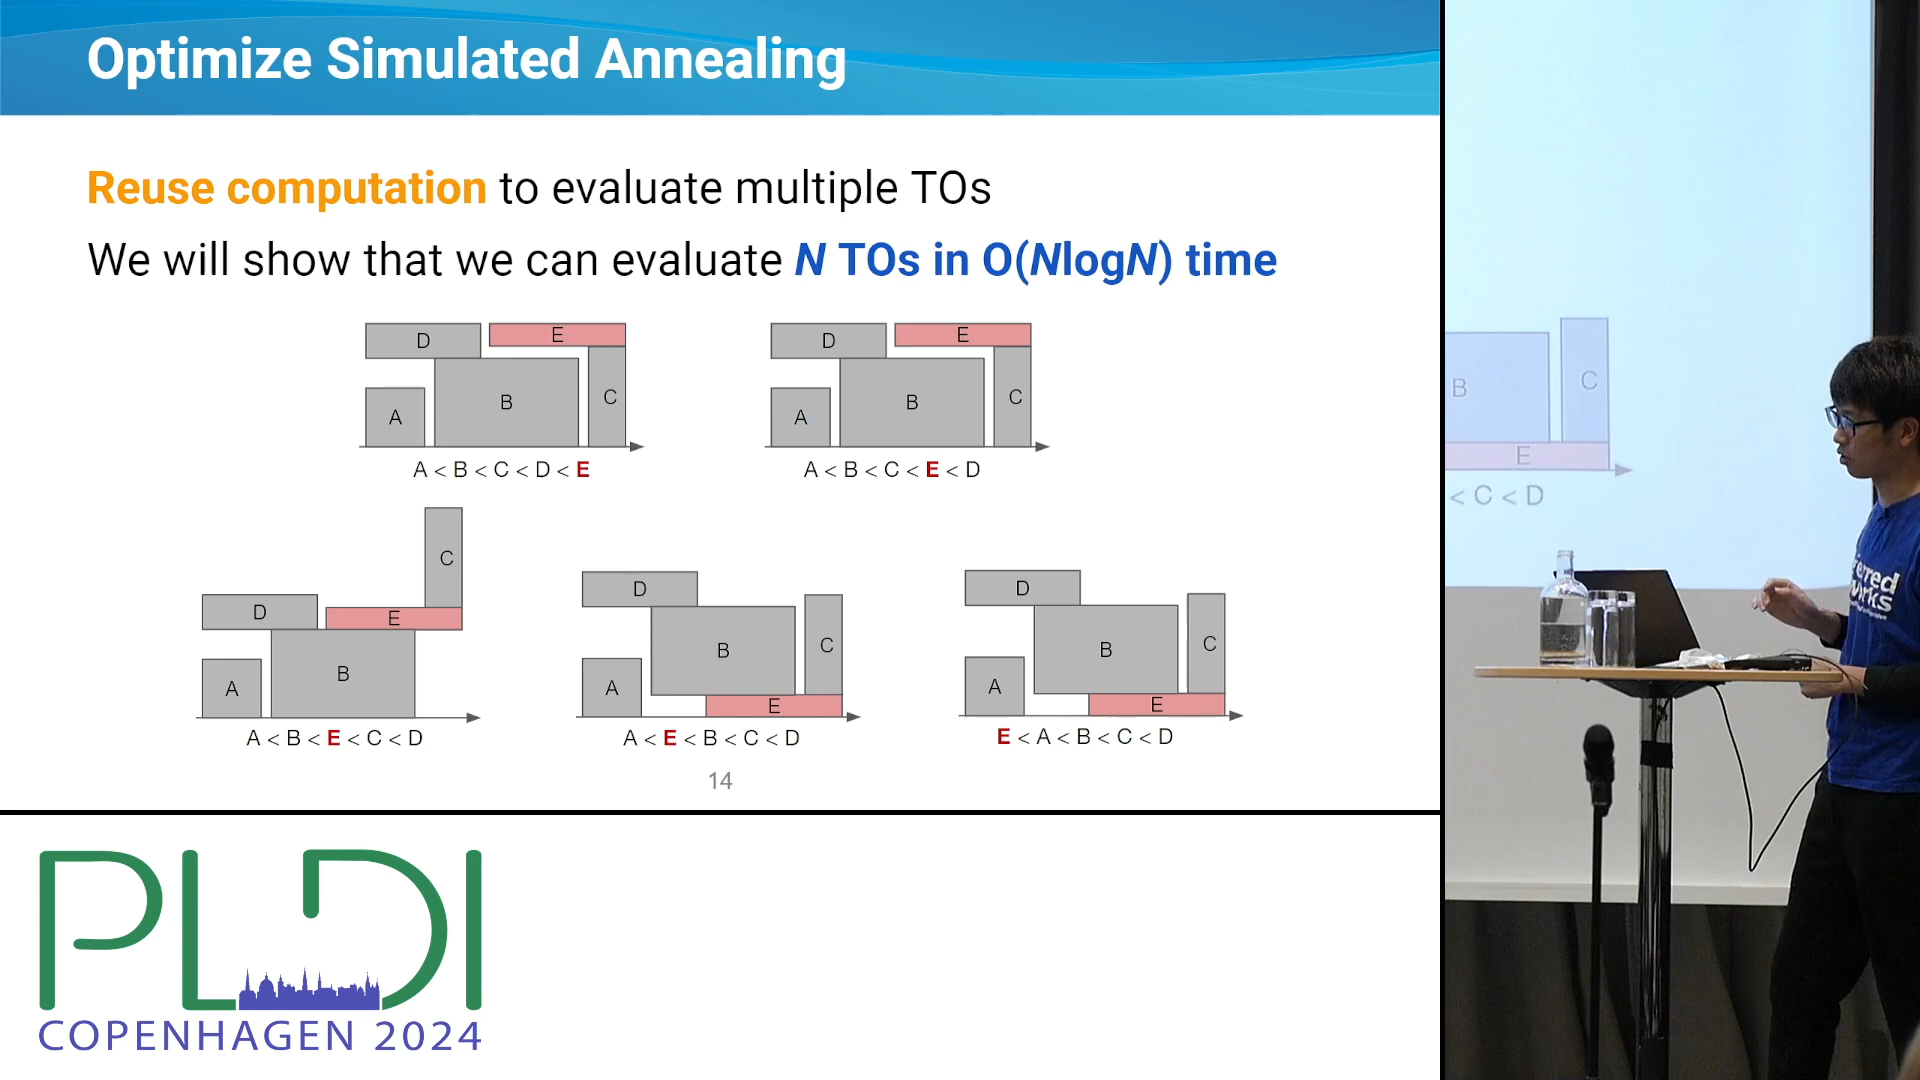 Optimize Simulated Annealing
Reuse computation to evaluate multiple TOs
We will show that we can evaluate N TOs in O(NlogN) time
D
E
A
B
C
A < B < C < D < E
D
E
A
B
C
A < B < C < E < D
C
D
E
A
B
A < B < E < C < D
D
B
C
A
E
A < E < B < C < D
D
B
C
A
E
E < A < B < C < D
14
PLDI
COPENHAGEN 2024
B
C
E
< C < D